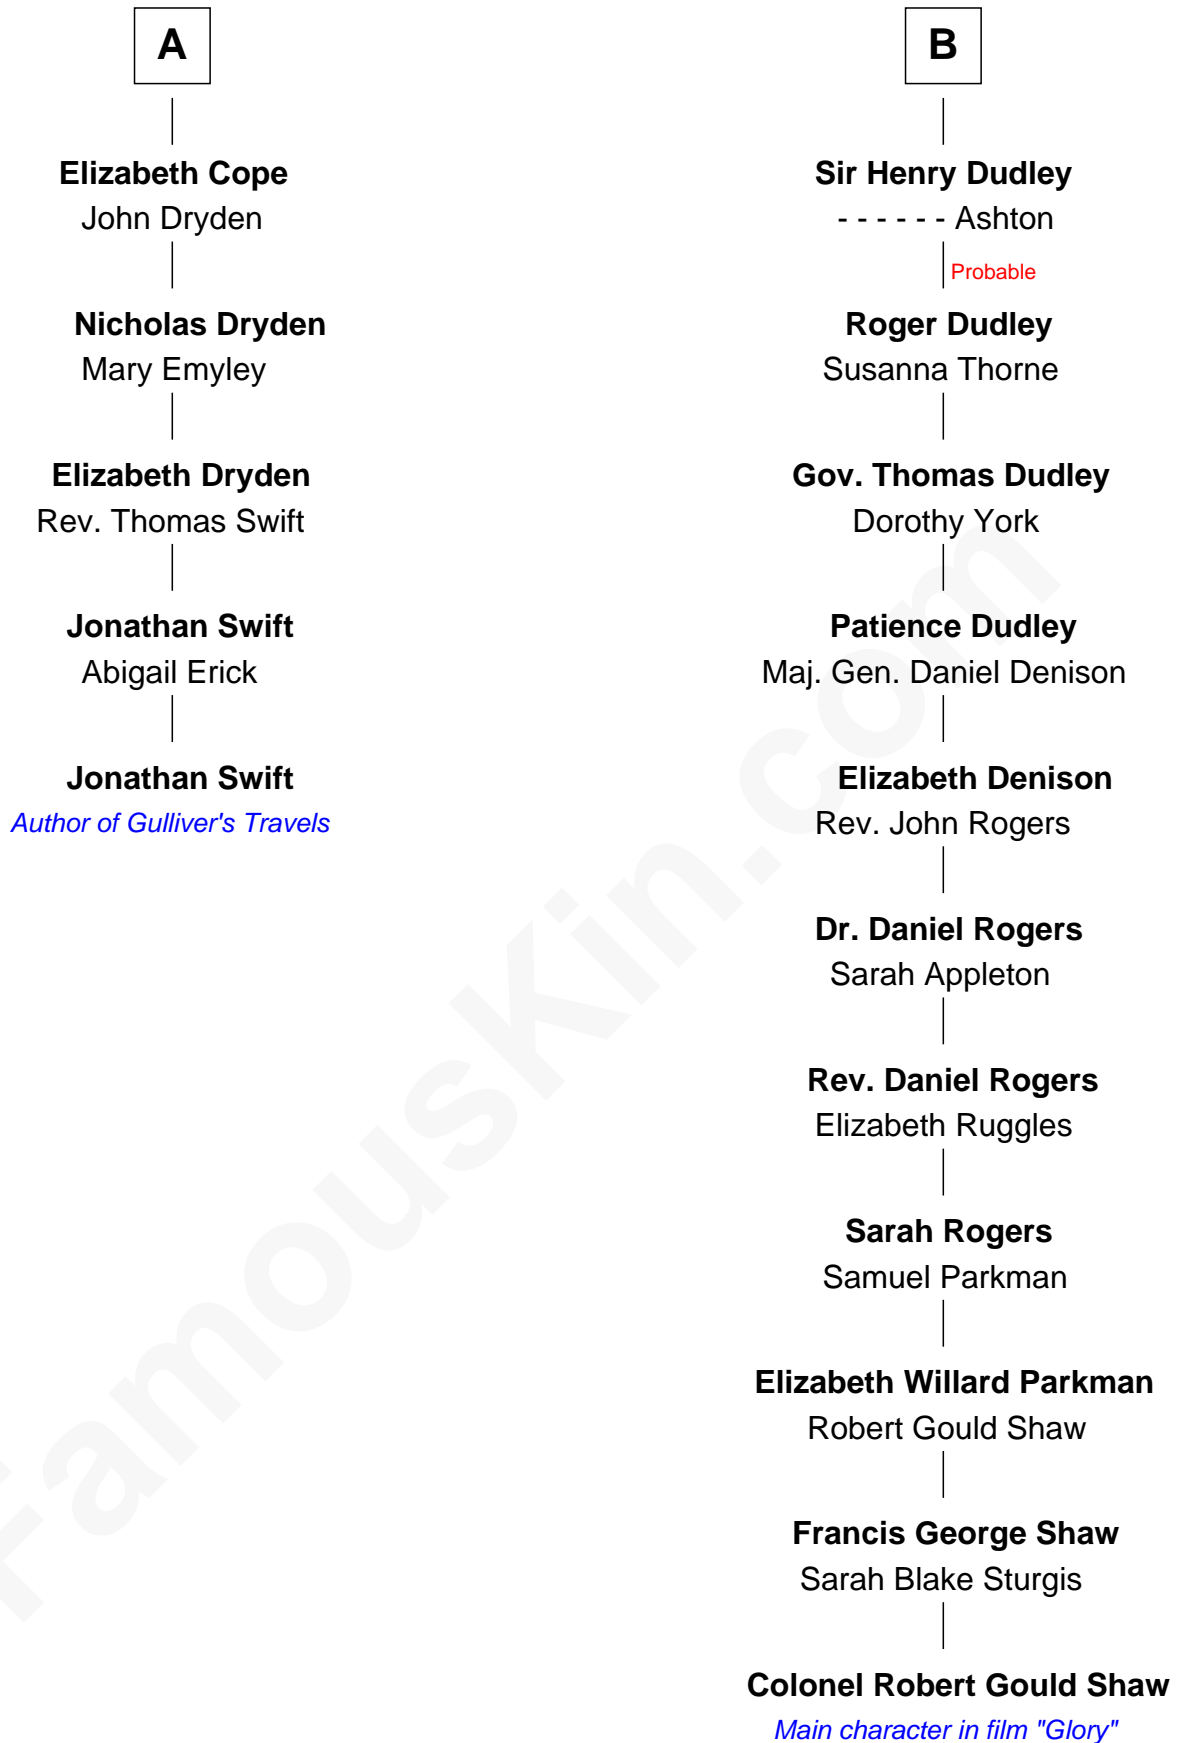 A
Elizabeth Cope
John Dryden
Nicholas Dryden
Mary Emyley
Elizabeth Dryden
Rev. Thomas Swift
Jonathan Swift
Abigail Erick
Jonathan Swift
Author of Gulliver's Travels
B
Sir Henry Dudley
- - - - - - Ashton
Probable
Roger Dudley
Susanna Thorne
Gov. Thomas Dudley
Dorothy York
Patience Dudley
Maj. Gen. Daniel Denison
Elizabeth Denison
Rev. John Rogers
Dr. Daniel Rogers
Sarah Appleton
Rev. Daniel Rogers
Elizabeth Ruggles
Sarah Rogers
Samuel Parkman
Elizabeth Willard Parkman
Robert Gould Shaw
Francis George Shaw
Sarah Blake Sturgis
Colonel Robert Gould Shaw
Main character in film "Glory"
FamousKin.com